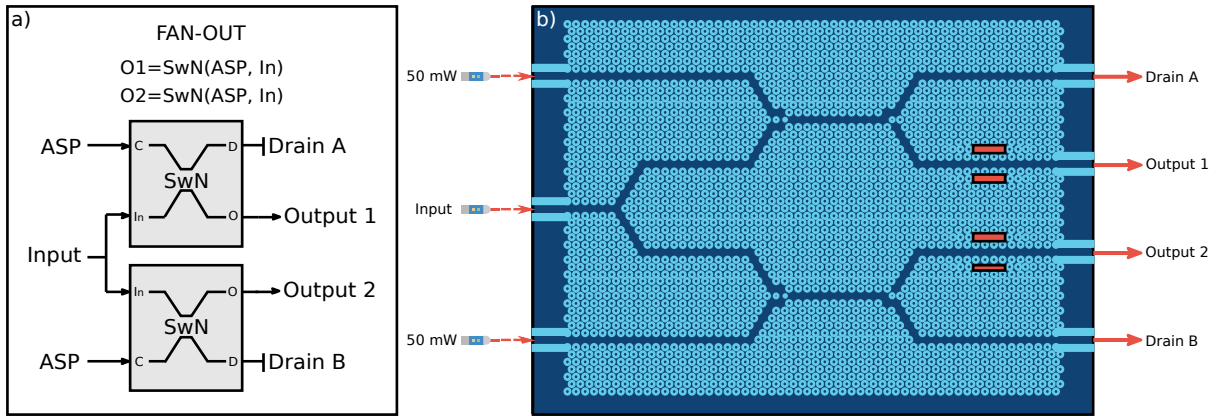 a)
FAN-OUT
O1=SwN(ASP, In)
O2=SwN(ASP, In)
ASP
C
D
Drain A
SwN
In
O
Output 1
Input
In
O
Output 2
SwN
ASP
C
D
Drain B
b)
50 mW
Drain A
Output 1
Input
Output 2
50 mW
Drain B